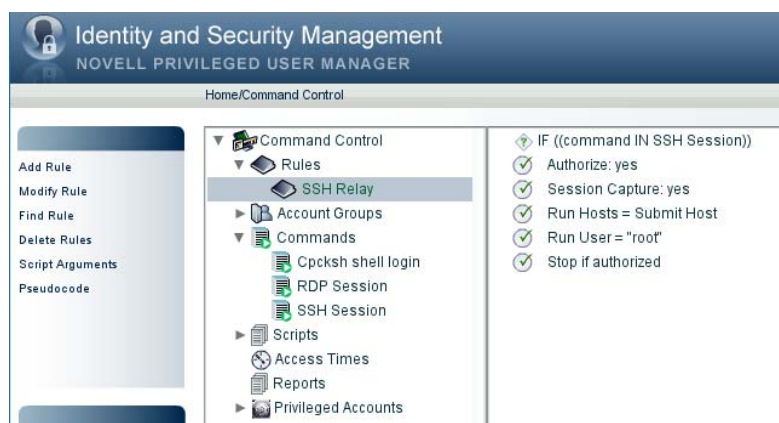 Identity and Security Management
NOVELL PRIVILEGED USER MANAGER
Home/Command Control
Add Rule
Modify Rule
Find Rule
Delete Rules
Script Arguments
Pseudocode
Command Control
Rules
SSH Relay
Account Groups
Commands
Cpcksh shell login
RDP Session
SSH Session
Scripts
Access Times
Reports
Privileged Accounts
IF ((command IN SSH Session))
Authorize: yes
Session Capture: yes
Run Hosts = Submit Host
Run User = "root"
Stop if authorized